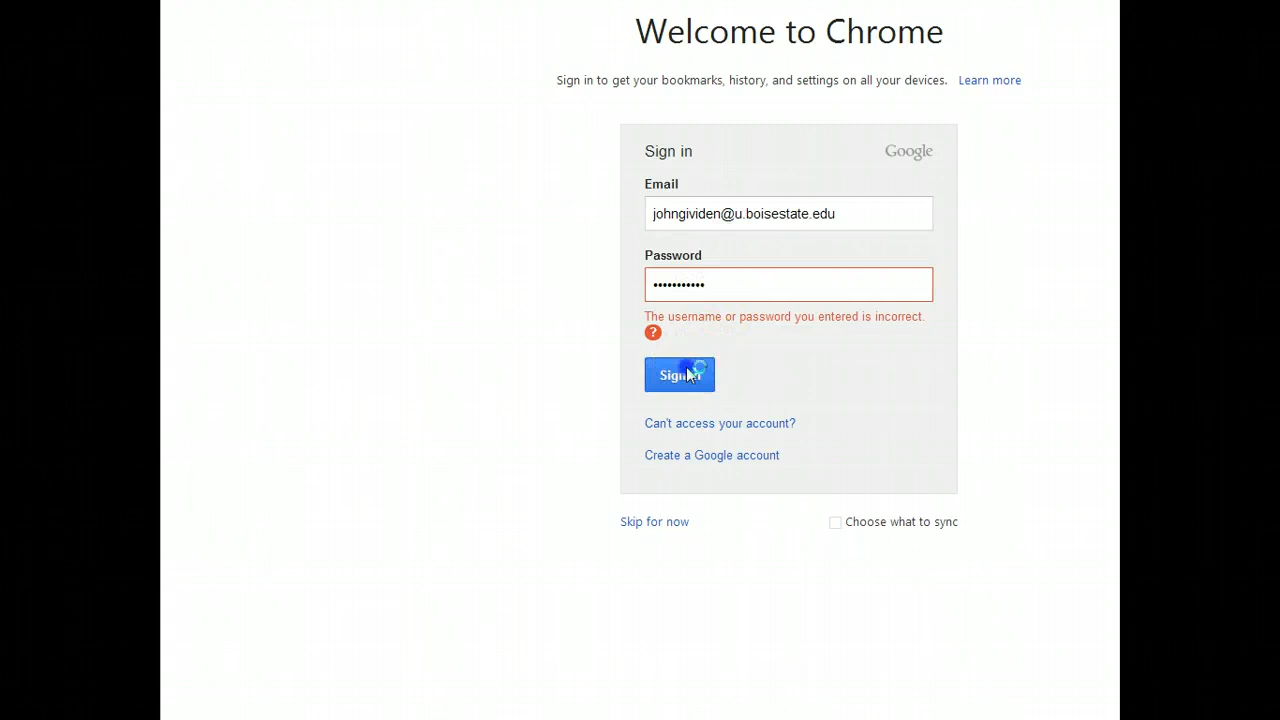 Welcome to Chrome
Sign in to get your bookmarks, history, and settings on all your devices. Learn more
Sign in Google
Email
johngividen@u.boisestate.edu
Password
•••••••••••
The username or password you entered is incorrect.
?
Sign in
Can't access your account?
Create a Google account
Skip for now Choose what to sync